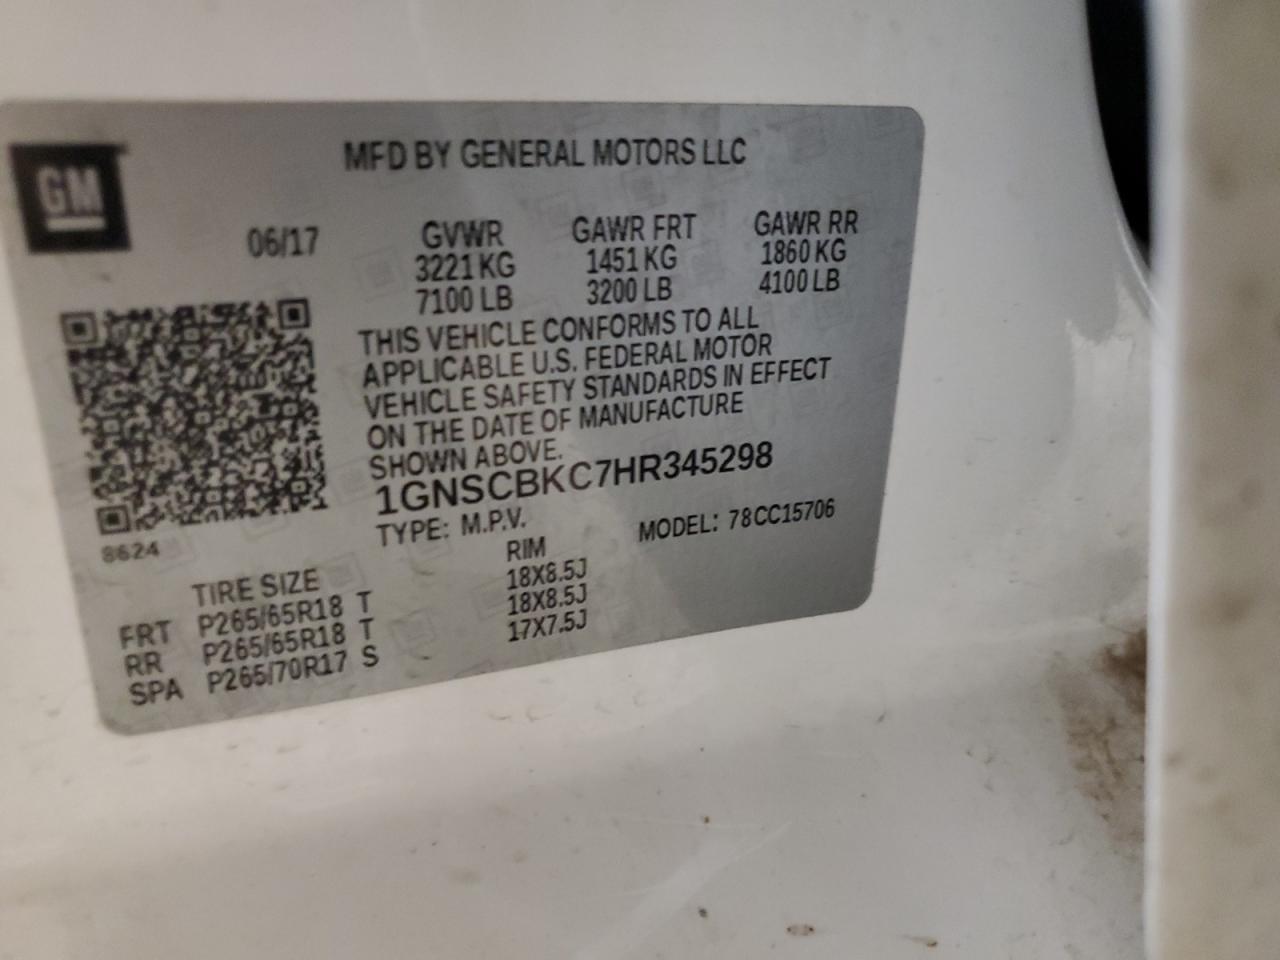 GM
MFD BY GENERAL MOTORS LLC
06/17 GVWR GAWR FRT GAWR RR
3221 KG 1451 KG 1860 KG
7100 LB 3200 LB 4100 LB
THIS VEHICLE CONFORMS TO ALL
APPLICABLE U.S. FEDERAL MOTOR
VEHICLE SAFETY STANDARDS IN EFFECT
ON THE DATE OF MANUFACTURE
SHOWN ABOVE.
1GNSCBKC7HR345298
8624
TYPE: M.P.V. MODEL: 78CC15706
TIRE SIZE RIM
FRT P265/65R18 T 18X8.5J
RR P265/65R18 T 18X8.5J
SPA P265/70R17 S 17X7.5J